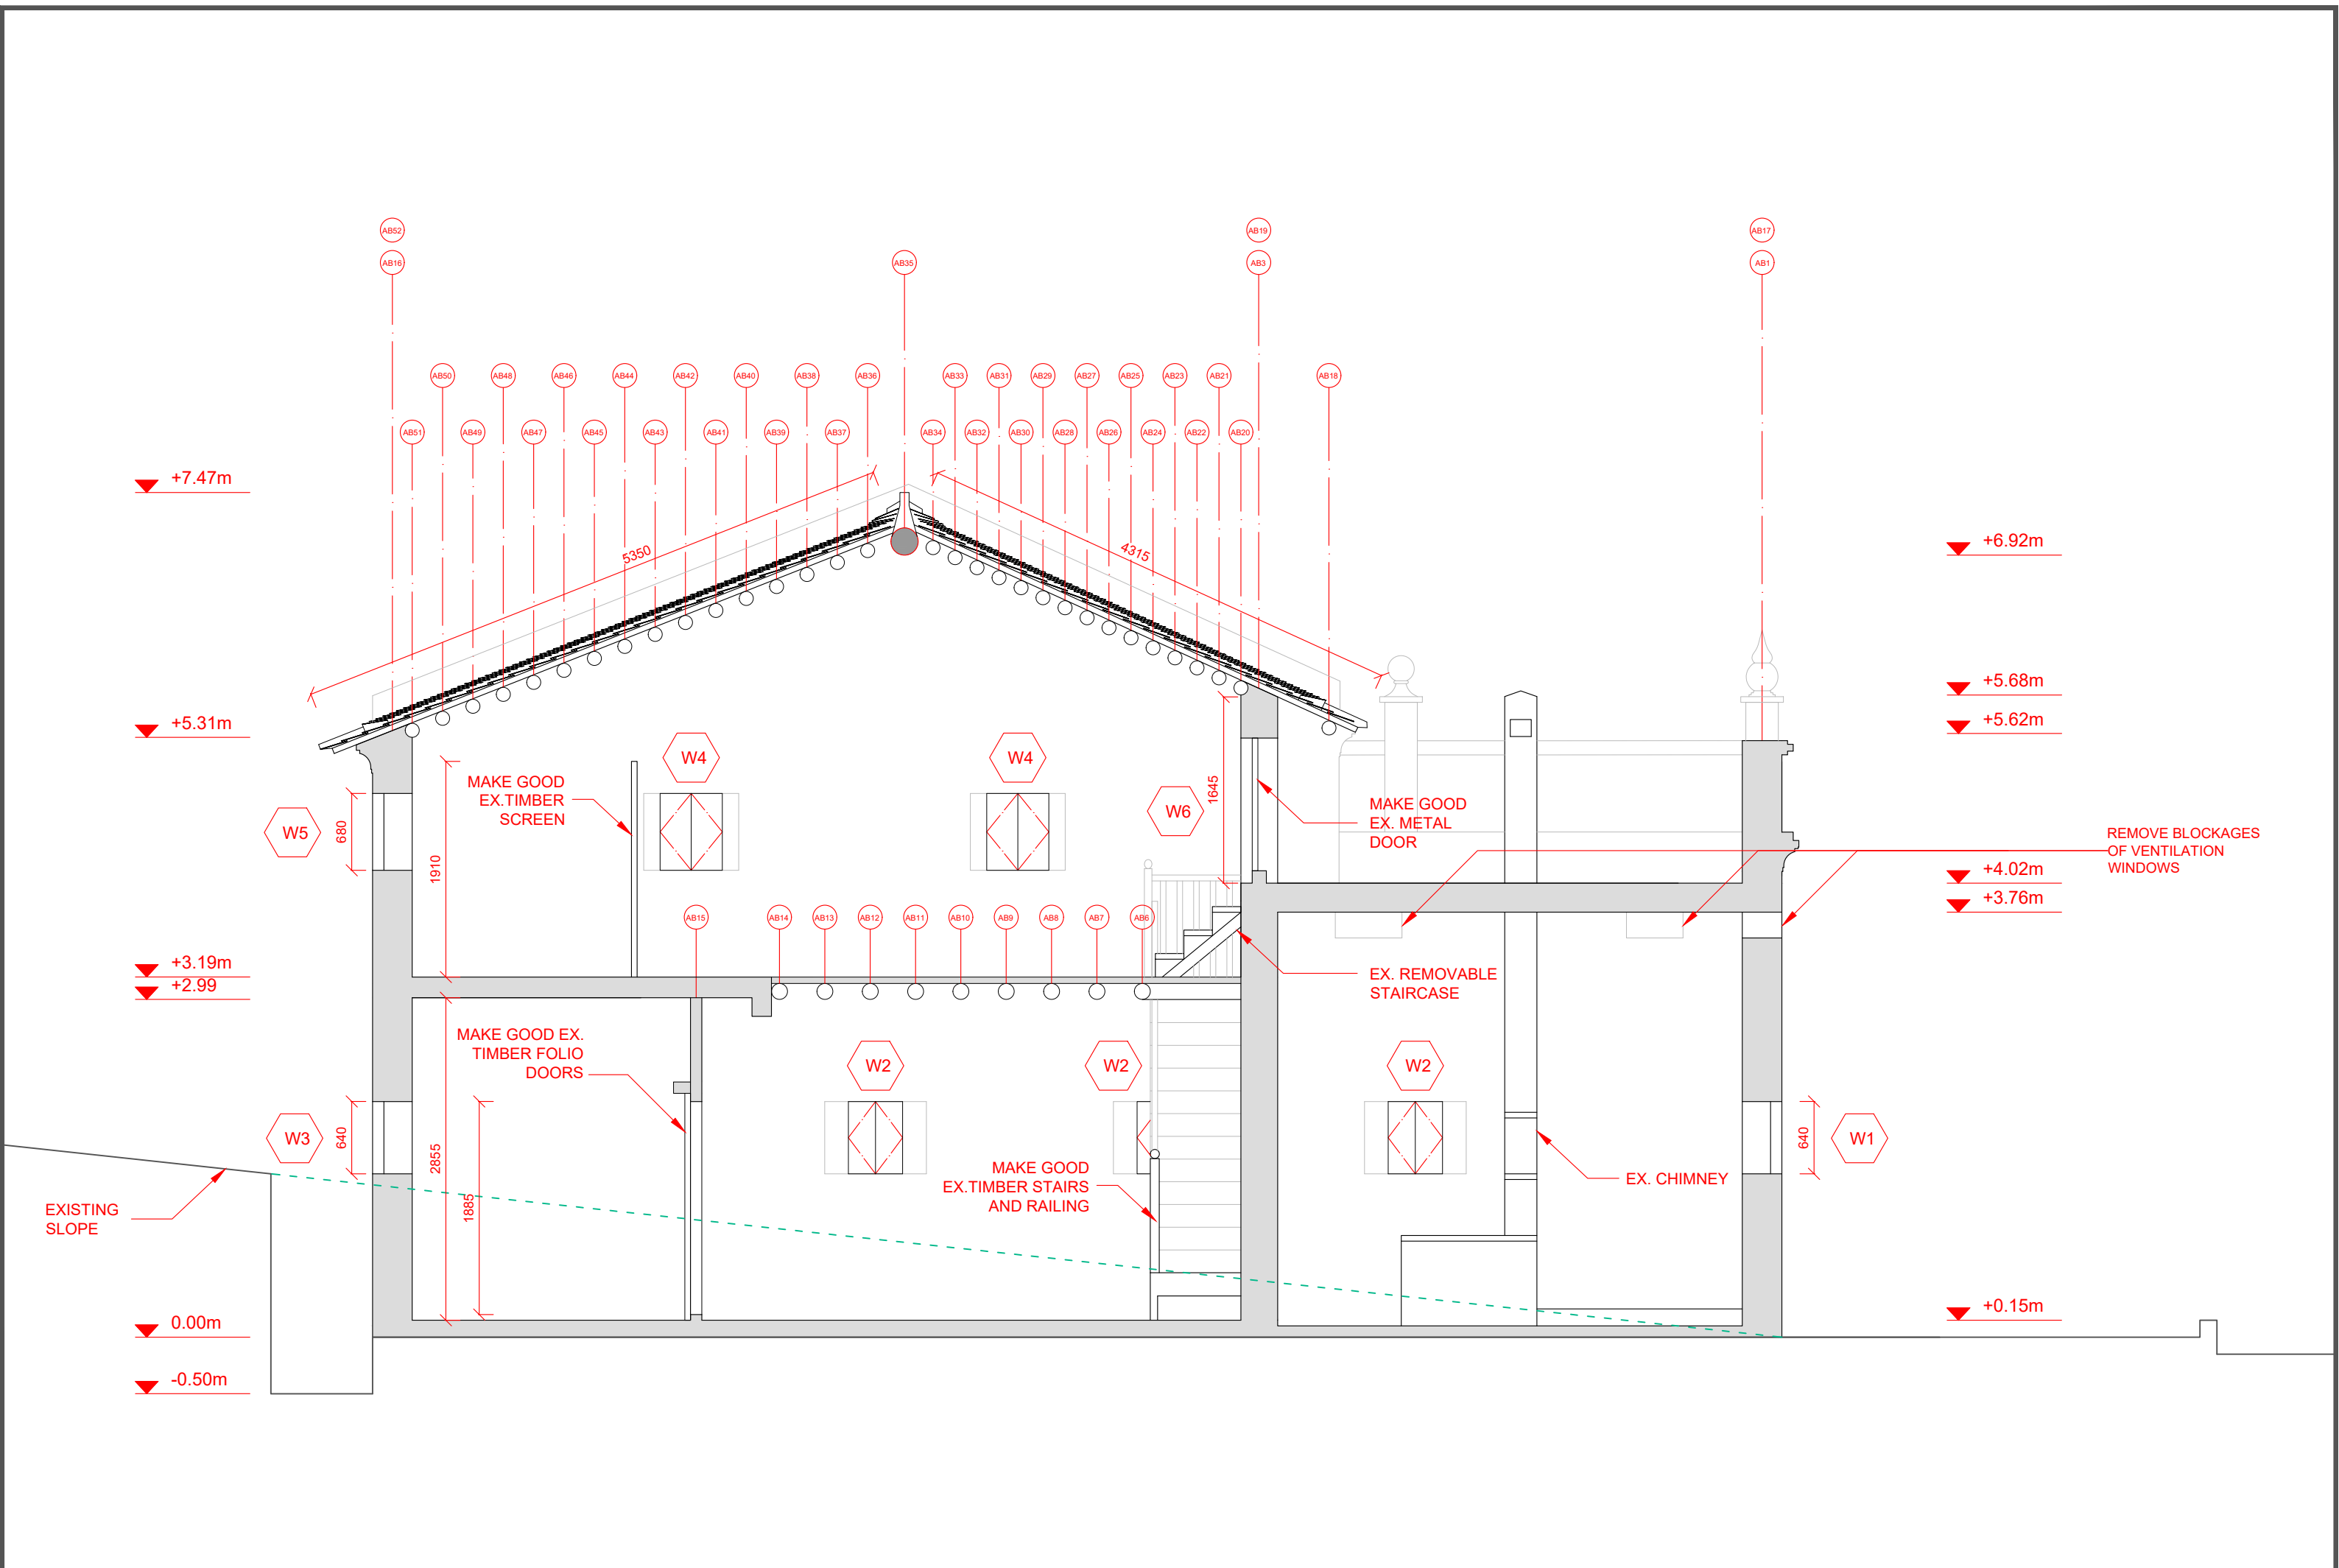 AB52
AB19
AB17
AB16
AB35
AB3
AB1
AB50
AB48
AB46
AB44
AB42
AB40
AB38
AB36
AB33
AB31
AB29
AB27
AB25
AB23
AB21
AB18
AB51
AB49
AB47
AB45
AB43
AB41
AB39
AB37
AB34
AB32
AB30
AB28
AB26
AB24
AB22
AB20
+7.47m
+6.92m
5350
4315
+5.68m
+5.31m
+5.62m
W4
W4
MAKE GOOD
EX.TIMBER
SCREEN
1645
W6
MAKE GOOD
EX. METAL
DOOR
W5
680
1910
REMOVE BLOCKAGES
OF VENTILATION
WINDOWS
+4.02m
+3.76m
AB15
AB14
AB13
AB12
AB11
AB10
AB9
AB8
AB7
AB6
+3.19m
+2.99
EX. REMOVABLE
STAIRCASE
MAKE GOOD EX.
TIMBER FOLIO
DOORS
W2
W2
W2
W3
640
2855
1885
640
W1
MAKE GOOD
EX.TIMBER STAIRS
AND RAILING
EX. CHIMNEY
EXISTING
SLOPE
0.00m
+0.15m
-0.50m